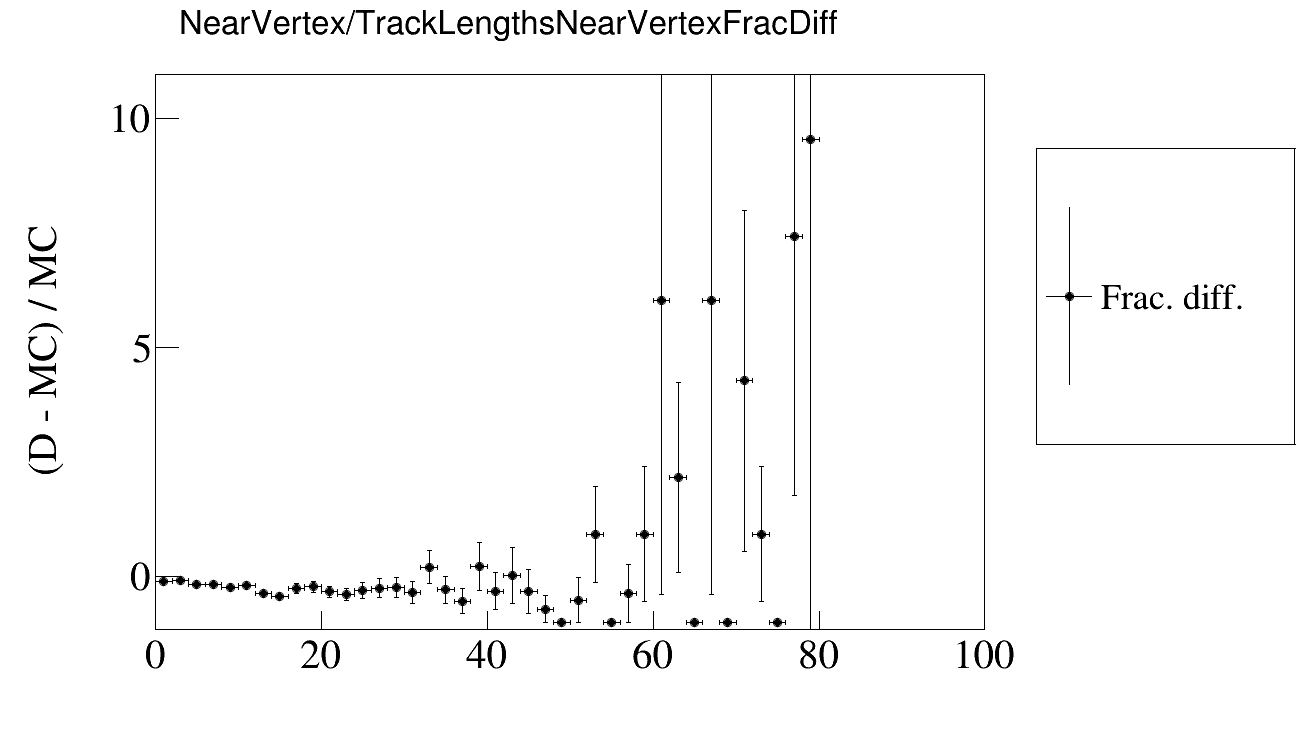 NearVertex/TrackLengthsNearVertexFracDiff
(D - MC) / MC
10
5
0
0 20 40 60 80 100
Frac. diff.